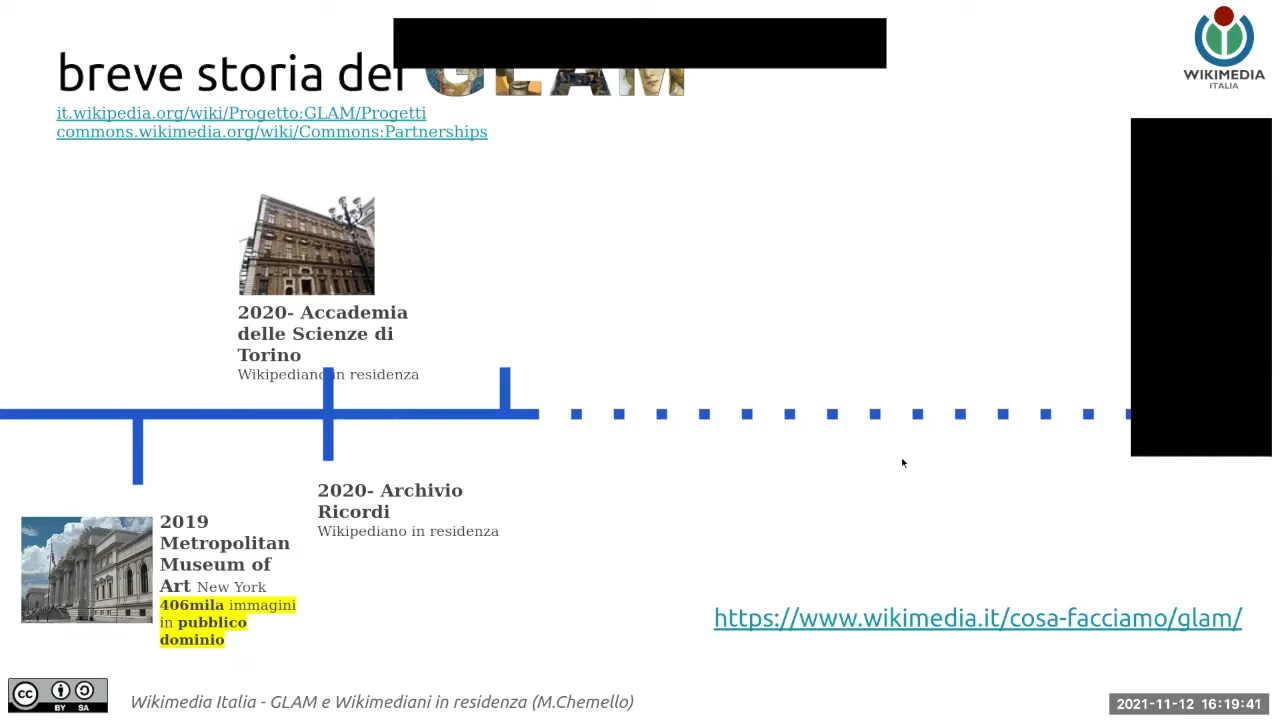 breve storia dei GLAM
it.wikipedia.org/wiki/Progetto:GLAM/Progetti
commons.wikimedia.org/wiki/Commons:Partnerships
WIKIMEDIA
ITALIA
2020- Accademia
delle Scienze di
Torino
Wikipediano in residenza
2020- Archivio
Ricordi
Wikipediano in residenza
2019
Metropolitan
Museum of
Art New York
406mila immagini
in pubblico
dominio
https://www.wikimedia.it/cosa-facciamo/glam/
cc BY SA
Wikimedia Italia - GLAM e Wikimediani in residenza (M.Chemello)
2021-11-12 16:19:41